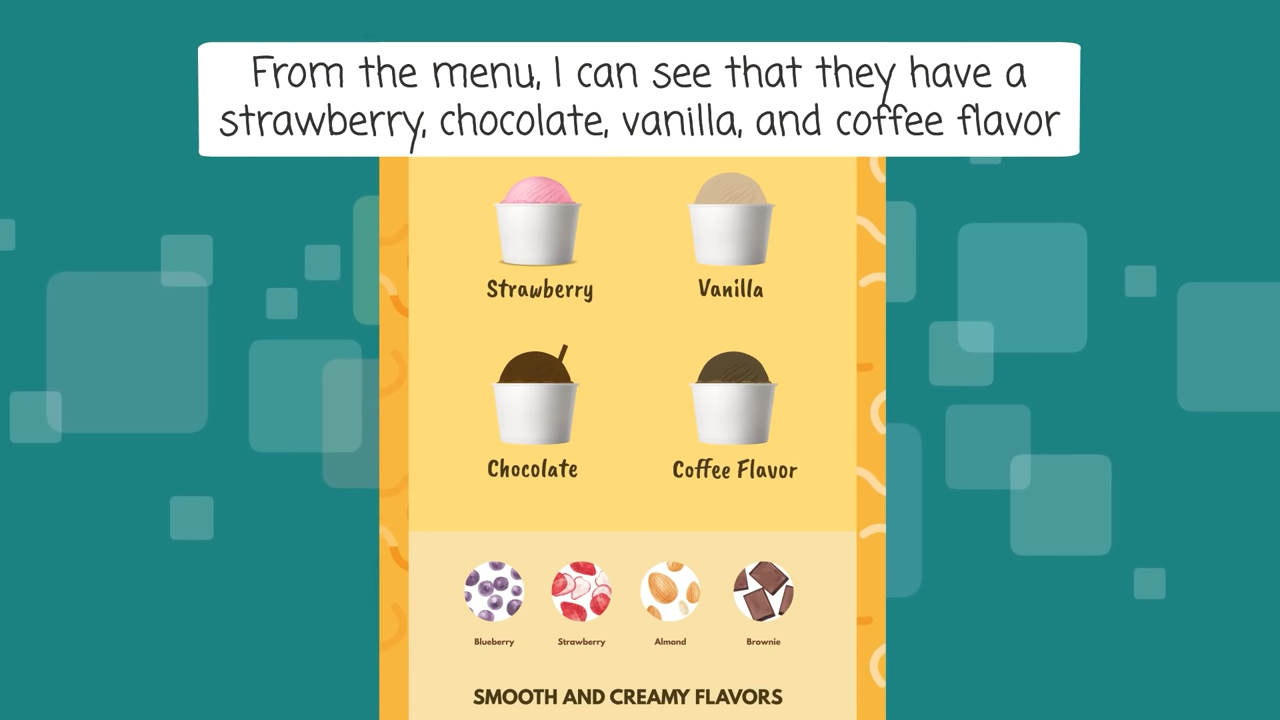 From the menu, I can see that they have a
strawberry, chocolate, vanilla, and coffee flavor
Strawberry Vanilla
Chocolate Coffee Flavor
Blueberry Strawberry Almond Brownie
SMOOTH AND CREAMY FLAVORS